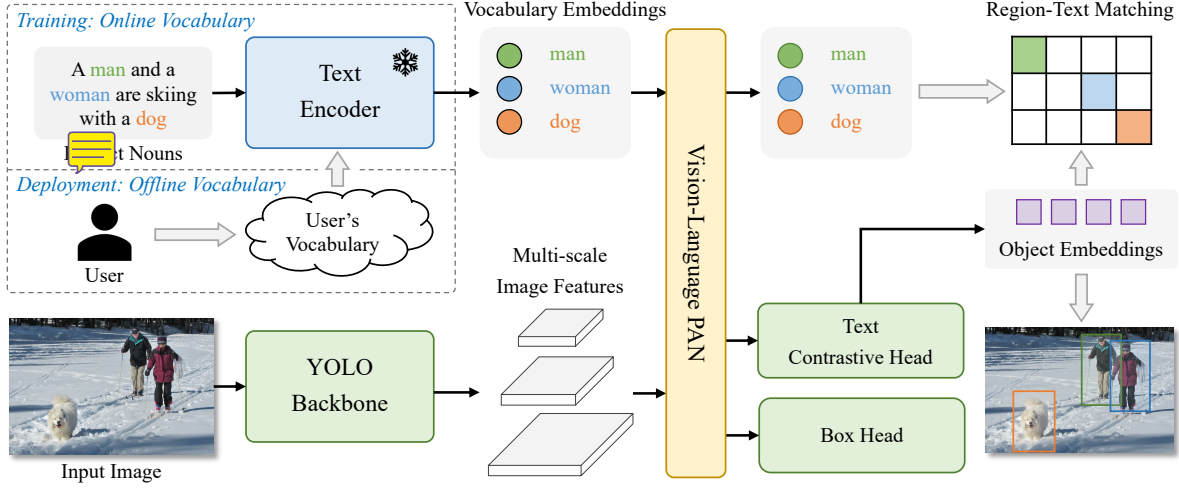 Training: Online Vocabulary
A man and a
woman are skiing
with a dog
Nouns
Text
Encoder
Deployment: Offline Vocabulary
User
User's
Vocabulary
Vocabulary Embeddings
man
woman
dog
man
woman
dog
Region-Text Matching
Vision-Language PAN
Multi-scale
Image Features
Object Embeddings
Text
Contrastive Head
Box Head
YOLO
Backbone
Input Image